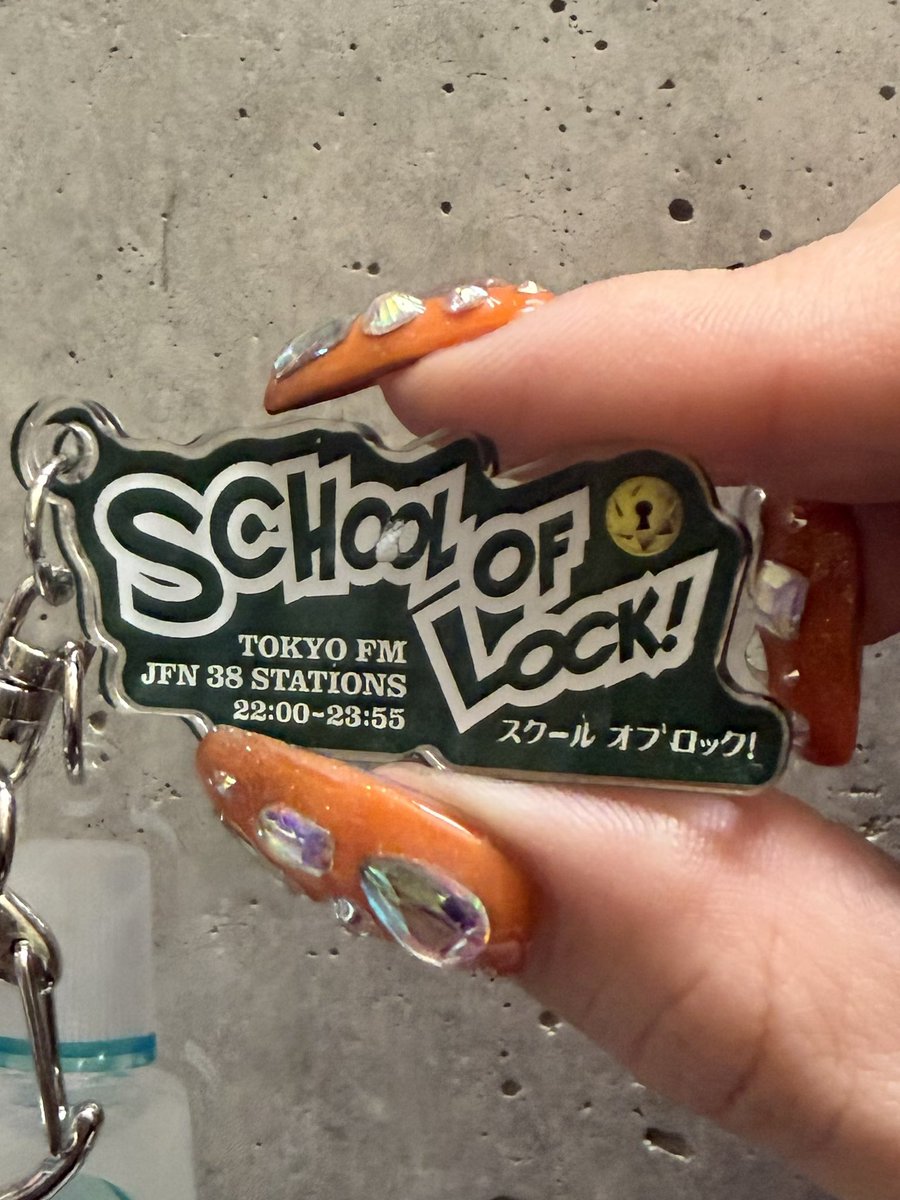 SCHOOL OF LOCK!
TOKYO FM
JFN 38 STATIONS
22:00-23:55
スクール オブ ロック!